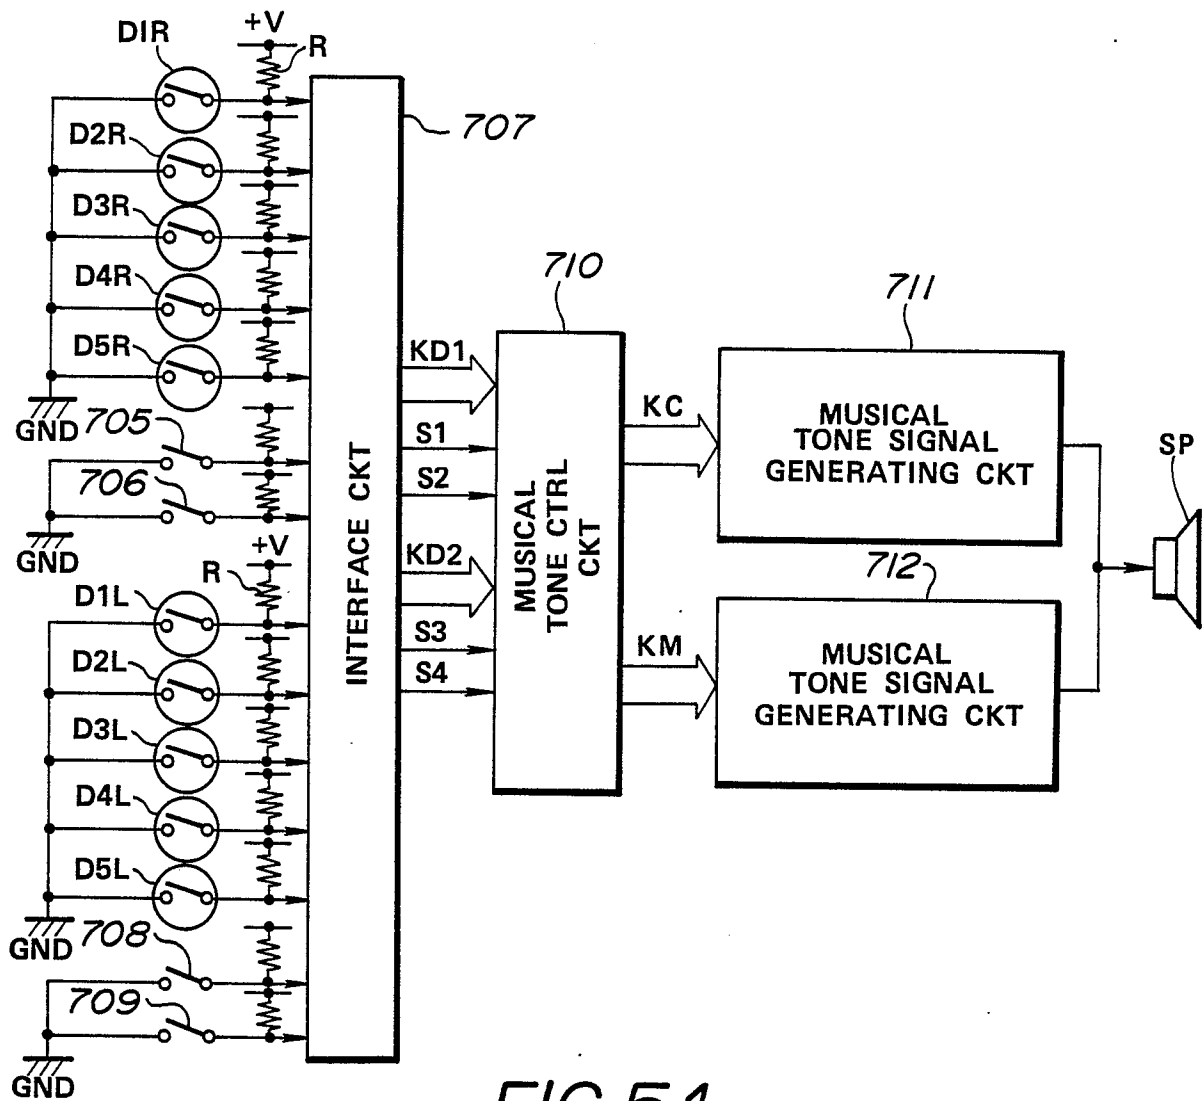 +V
DIR
R
D2R
D3R
D4R
D5R
GND
705
706
GND
+V
R
D1L
D2L
D3L
D4L
D5L
GND
708
709
GND
707
INTERFACE CKT
KD1
S1
S2
KD2
S3
S4
710
MUSICAL
TONE CTRL
CKT
KC
KM
711
MUSICAL
TONE SIGNAL
GENERATING CKT
712
MUSICAL
TONE SIGNAL
GENERATING CKT
SP